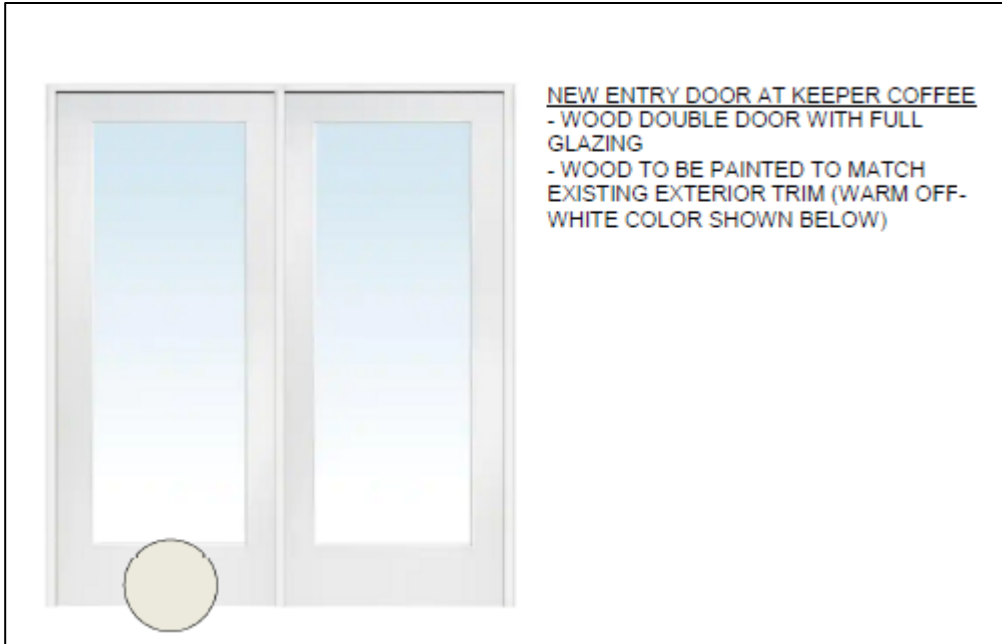 NEW ENTRY DOOR AT KEEPER COFFEE
- WOOD DOUBLE DOOR WITH FULL
GLAZING
- WOOD TO BE PAINTED TO MATCH
EXISTING EXTERIOR TRIM (WARM OFF-
WHITE COLOR SHOWN BELOW)